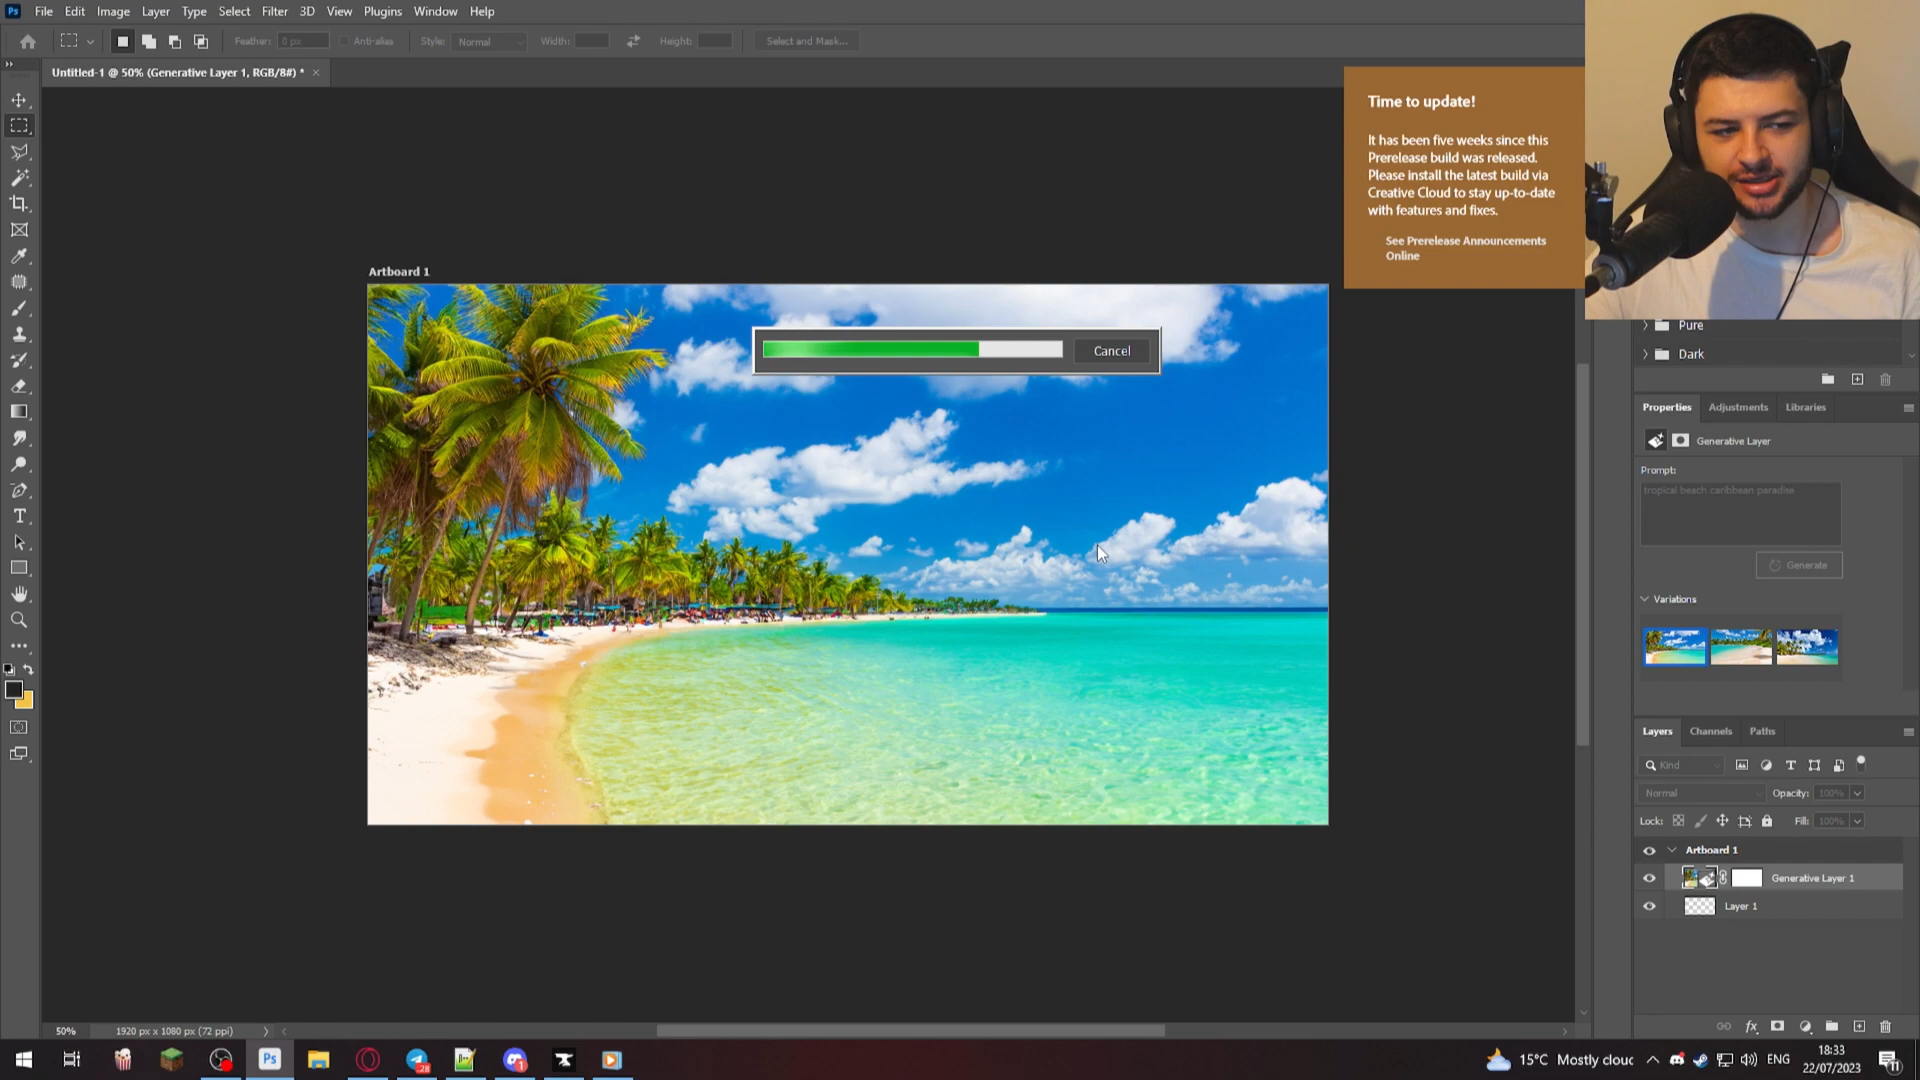 Ps File Edit Image Layer Type Select Filter 3D View Plugins Window Help
Feather: 0 px Anti-alias Style: Normal Width: Height: Select and Mask...
Untitled-1 @ 50% (Generative Layer 1, RGB/8#) * ×
Time to update!
It has been five weeks since this
Prerelease build was released.
Please install the latest build via
Creative Cloud to stay up-to-date
with features and fixes.
See Prerelease Announcements
Online
Artboard 1
Cancel
Pure
Dark
Properties Adjustments Libraries
Generative Layer
Prompt:
tropical beach caribbean paradise
Generate
Variations
Layers Channels Paths
Kind
Normal Opacity: 100%
Lock: Fill: 100%
Artboard 1
Generative Layer 1
Layer 1
fx
50% 1920 px x 1080 px (72 ppi)
Ps 28 1 15°C Mostly clouc ENG 18:33
22/07/2023 11